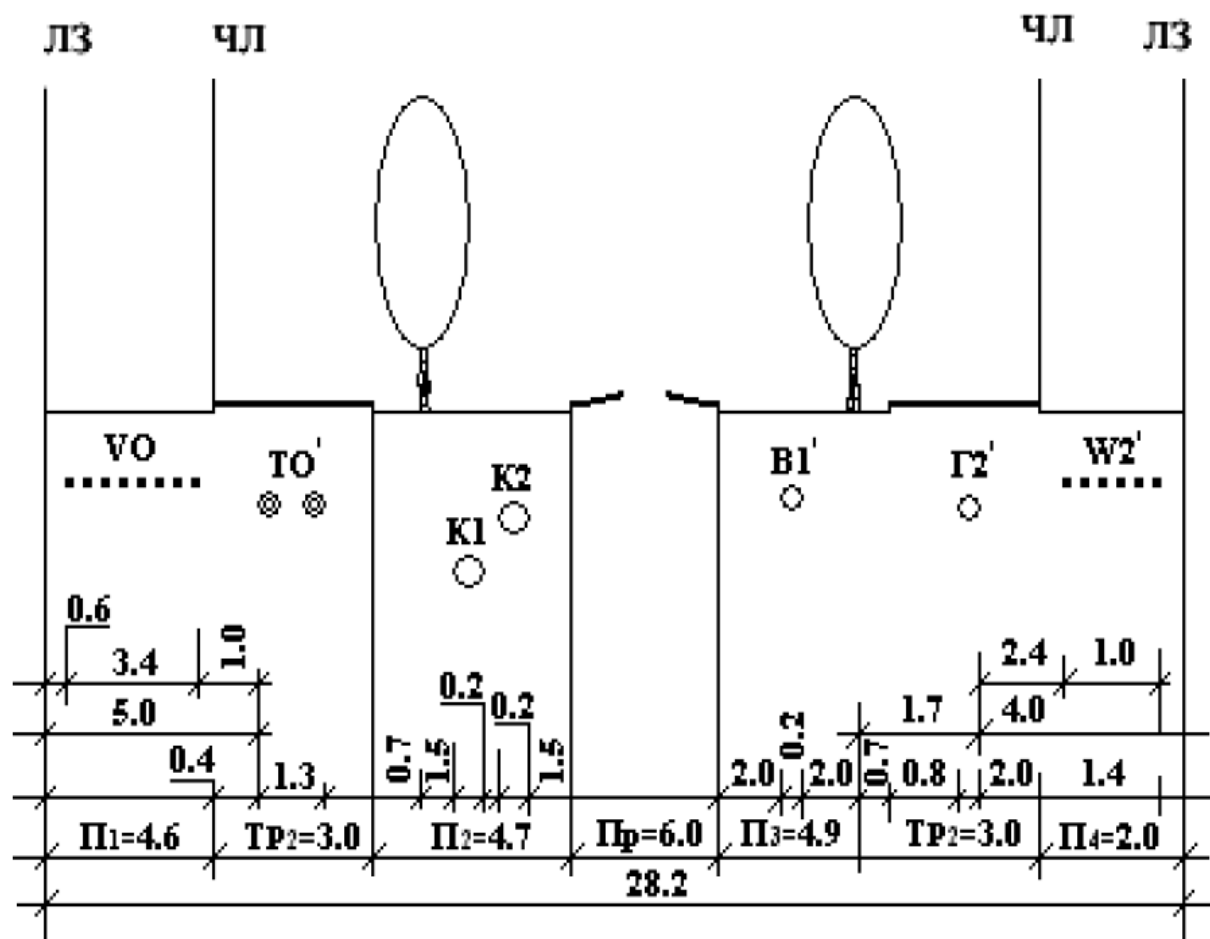 ЛЗ ЧЛ ЧЛ ЛЗ
VO ТО' К2 К1 В1' Г2' W2'
0.6 3.4 1.0 2.4 1.0
5.0 0.2 0.2 1.7 4.0
0.4 1.3 0.7 1.5 1.5 2.0 0.2 2.0 0.7 0.8 2.0 1.4
П1=4.6 ТР2=3.0 П2=4.7 Пр=6.0 П3=4.9 ТР2=3.0 П4=2.0
28.2